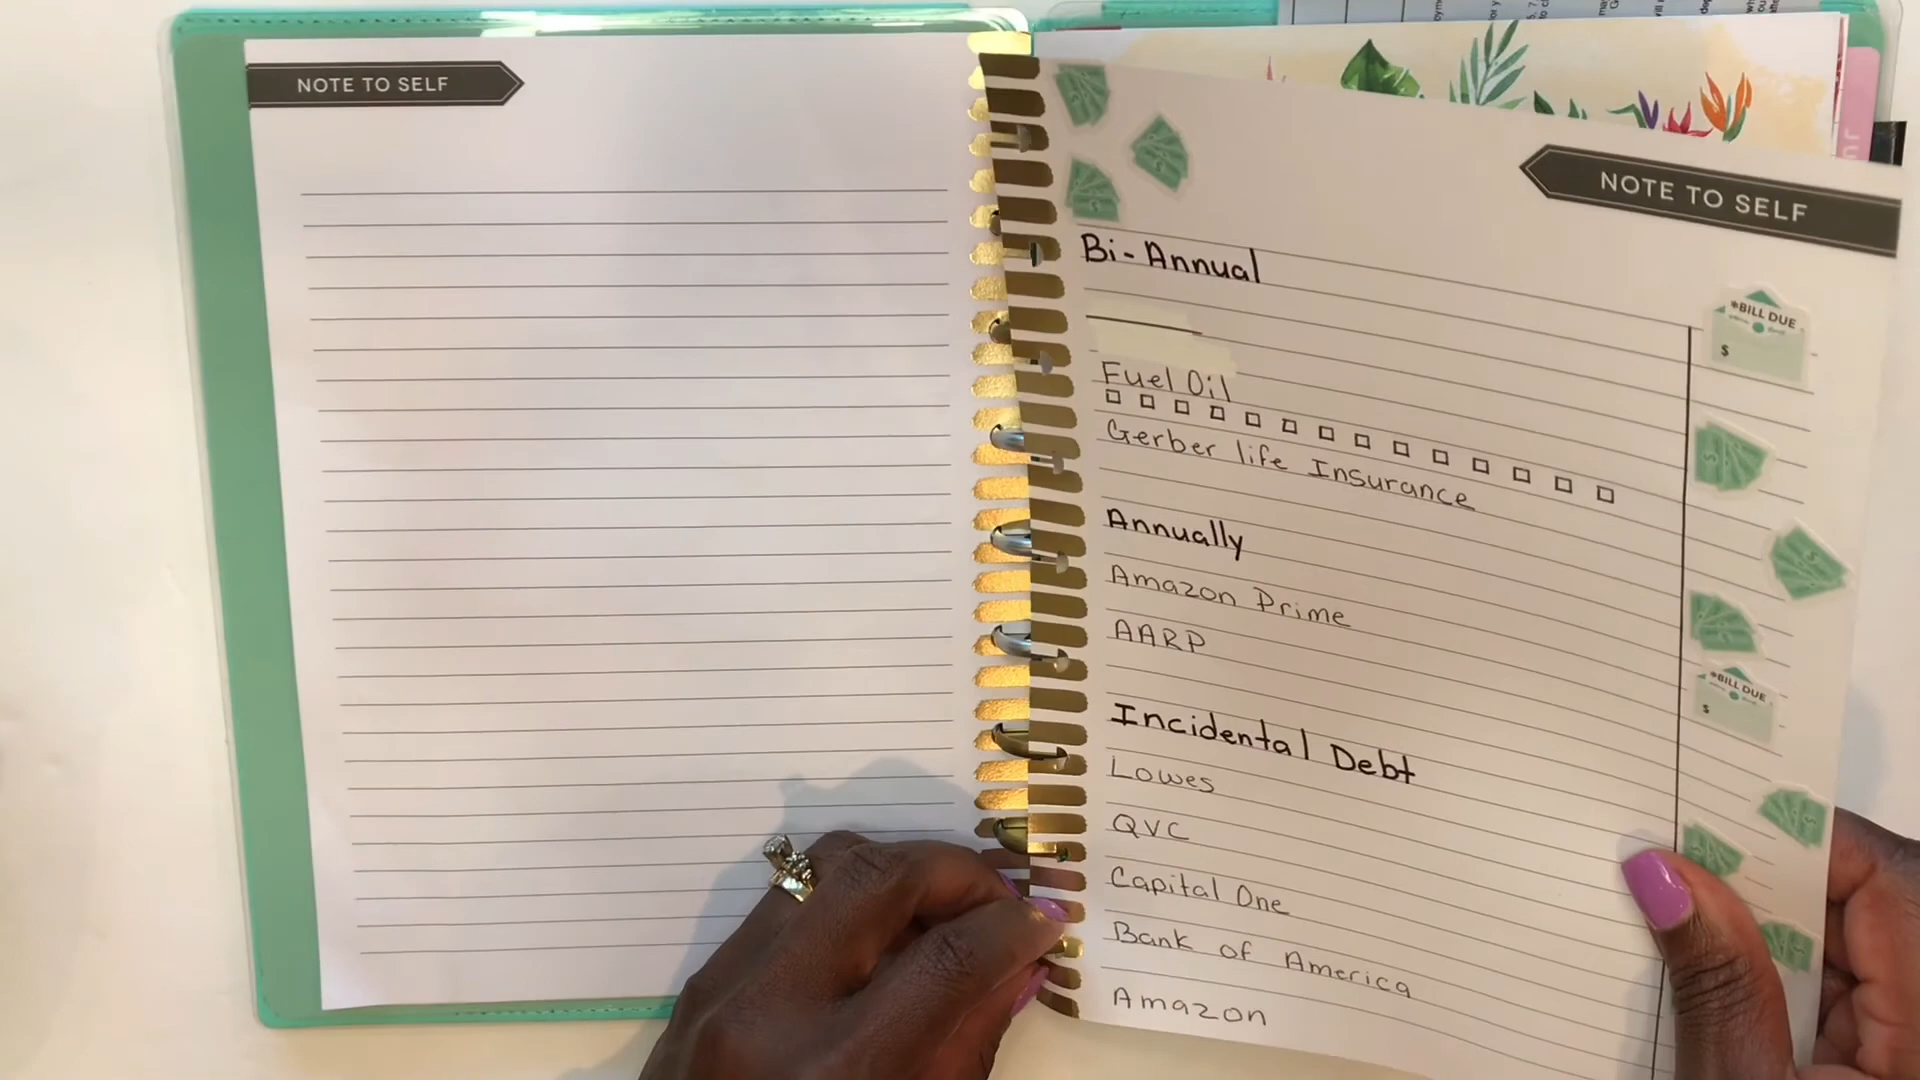 NOTE TO SELF
NOTE TO SELF
Bi-Annual
*BILL DUE
$
Fuel Oil
Gerber life Insurance
Annually
Amazon Prime
AARP
*BILL DUE
$
Incidental Debt
Lowes
QVC
Capital One
Bank of America
Amazon